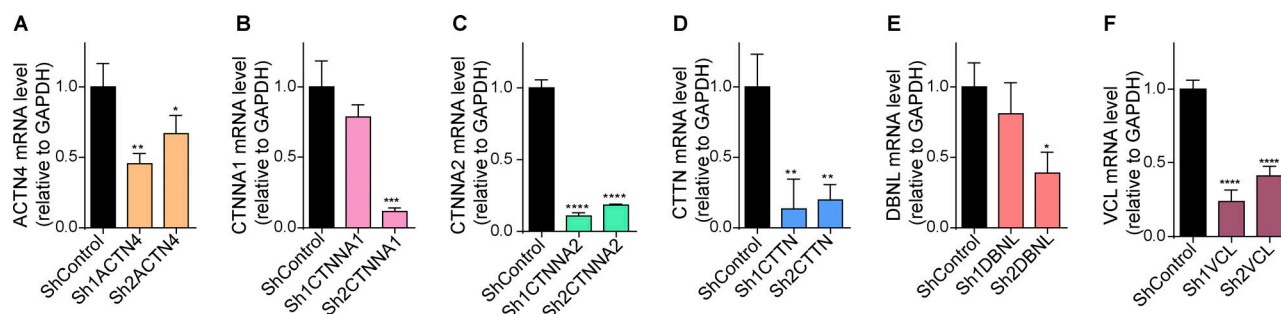 A
ACTN4 mRNA level
(relative to GAPDH)
1.0
0.5
0.0
**
*
ShControl
Sh1ACTN4
Sh2ACTN4
B
CTNNA1 mRNA level
(relative to GAPDH)
1.0
0.5
0.0
***
ShControl
Sh1CTNNA1
Sh2CTNNA1
C
CTNNA2 mRNA level
(relative to GAPDH)
1.0
0.5
0.0
****
****
ShControl
Sh1CTNNA2
Sh2CTNNA2
D
CTTN mRNA level
(relative to GAPDH)
1.0
0.5
0.0
**
**
ShControl
Sh1CTTN
Sh2CTTN
E
DBNL mRNA level
(relative to GAPDH)
1.0
0.5
0.0
*
ShControl
Sh1DBNL
Sh2DBNL
F
VCL mRNA level
(relative to GAPDH)
1.0
0.5
0.0
****
****
ShControl
Sh1VCL
Sh2VCL